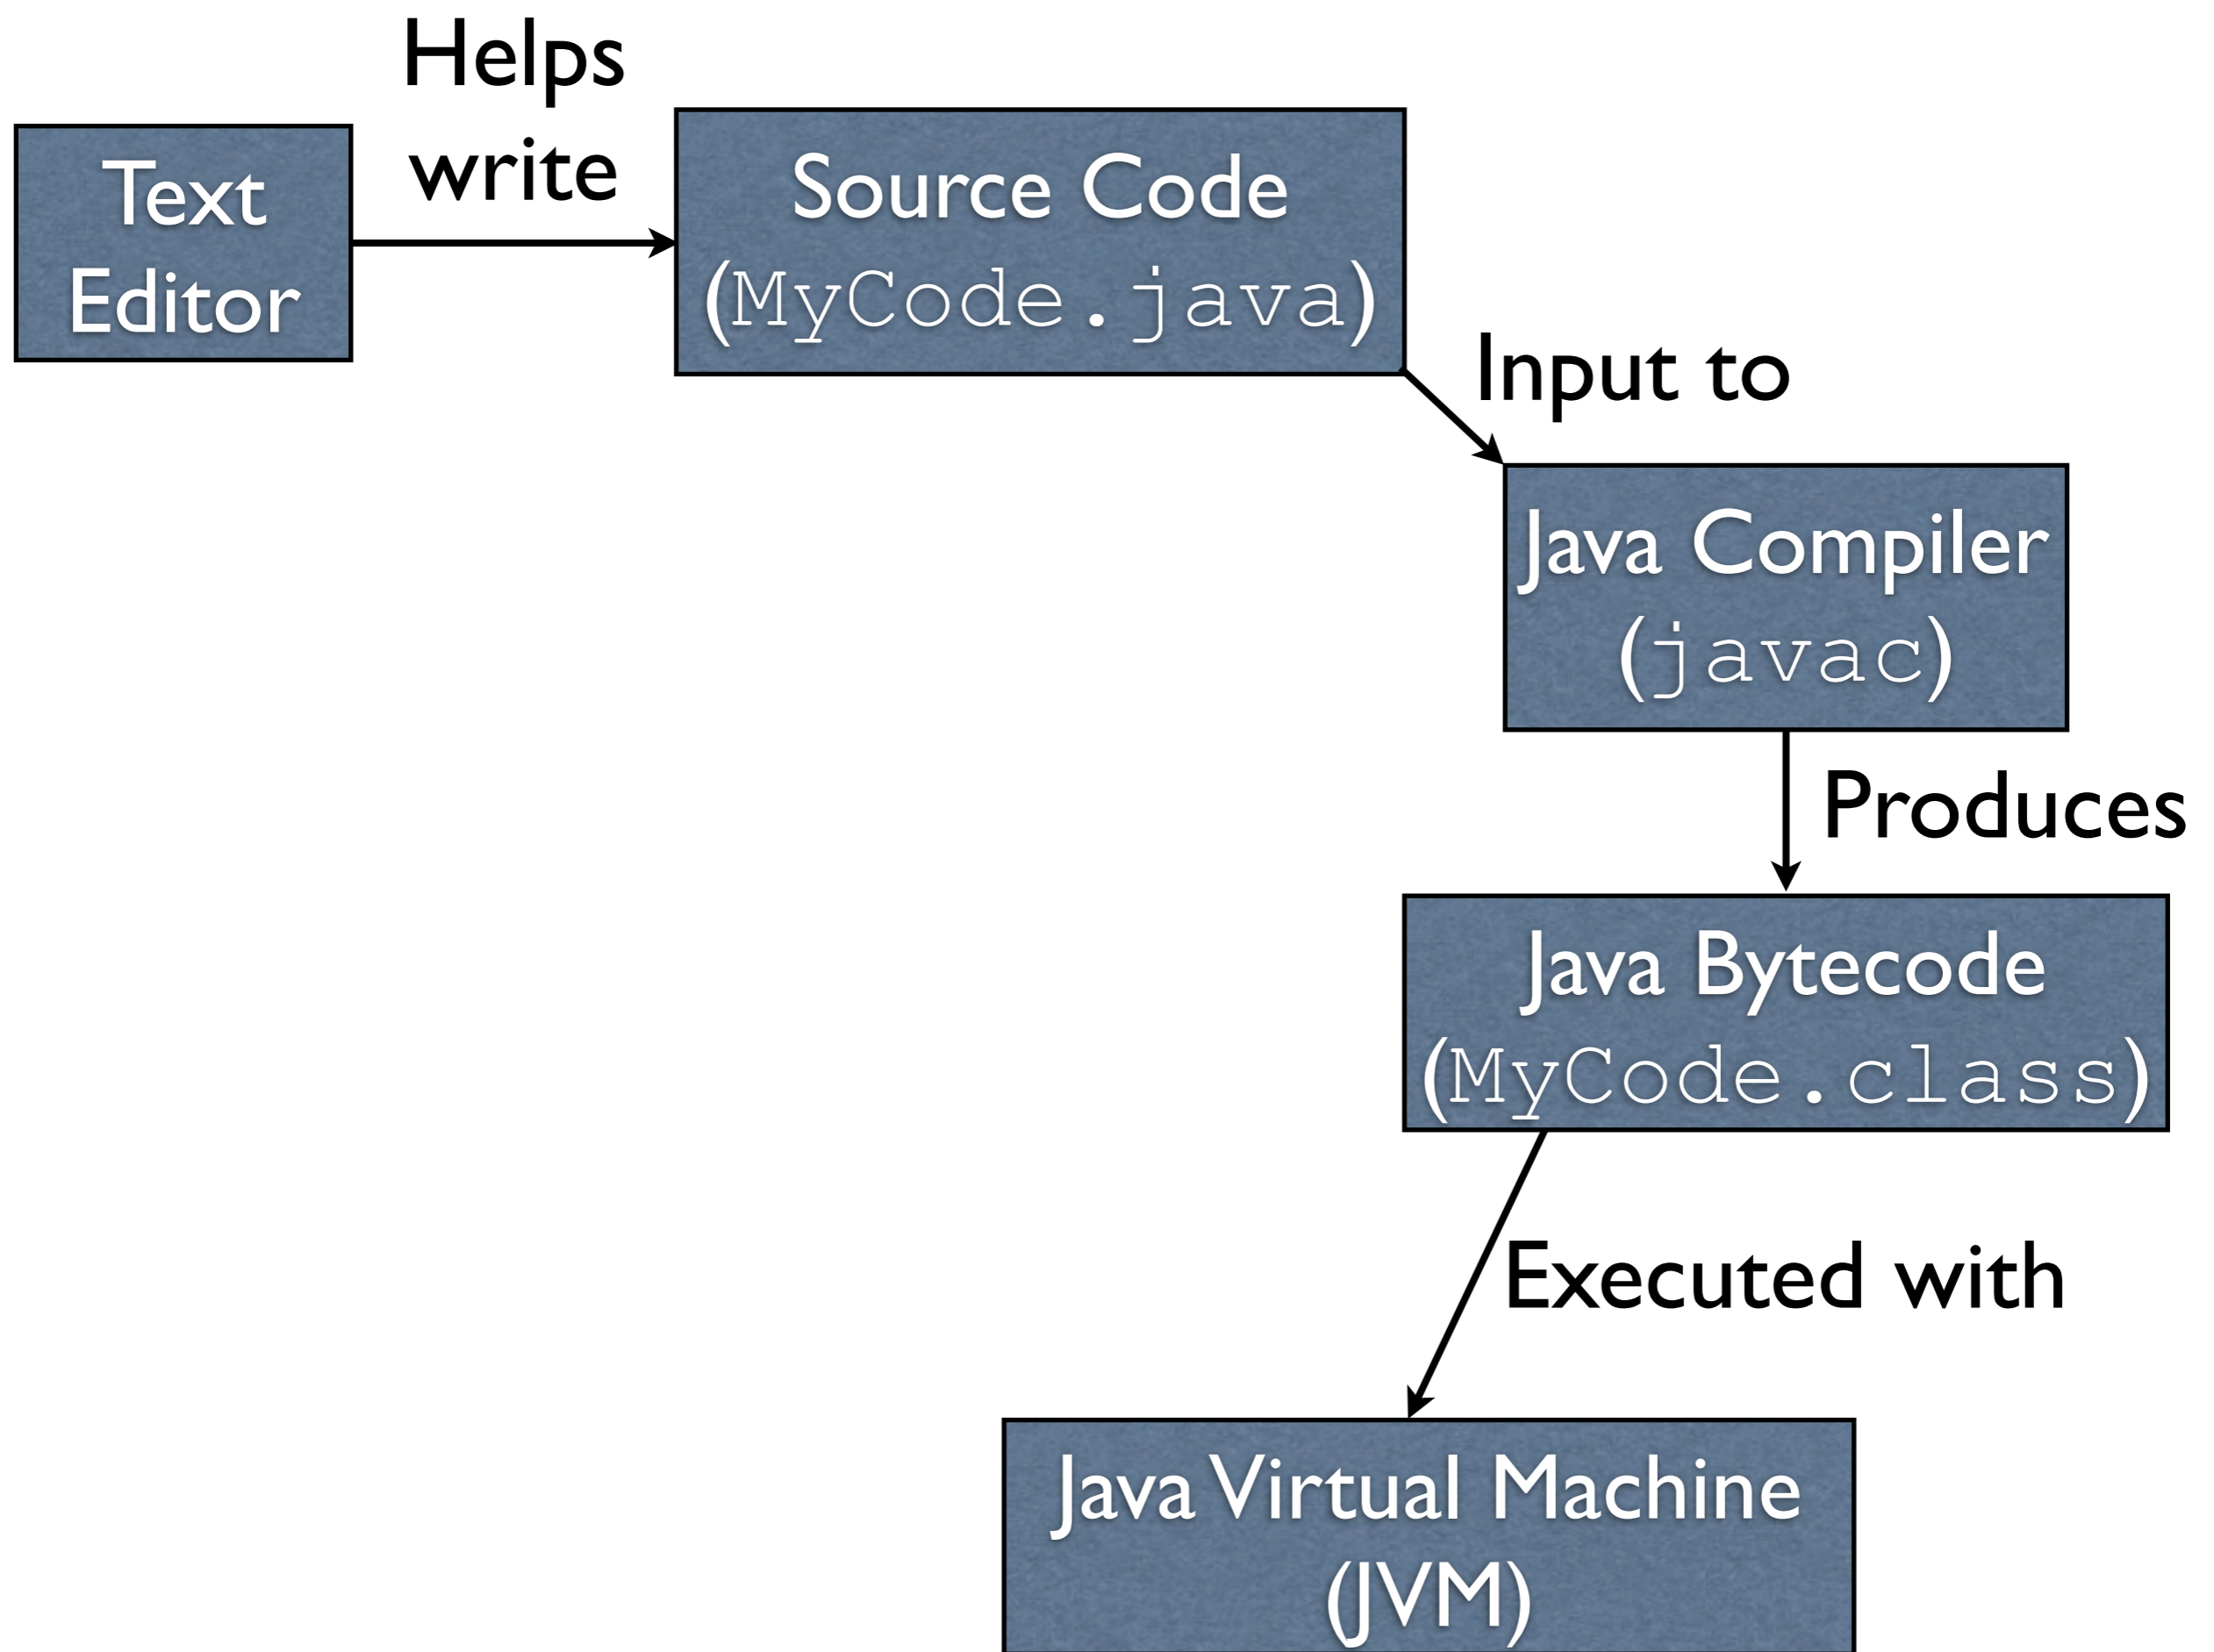 Helps
write
Text
Editor
Source Code
(MyCode.java)
Input to
Java Compiler
(javac)
Produces
Java Bytecode
(MyCode.class)
Executed with
Java Virtual Machine
(JVM)